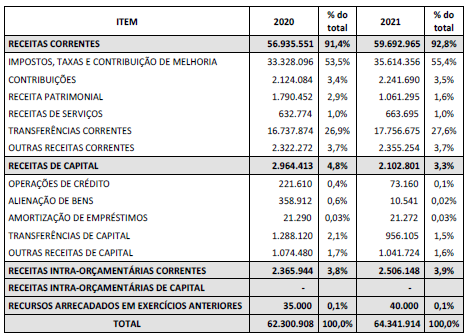 ITEM 2020 % do total 2021 % do total
RECEITAS CORRENTES 56.935.551 91,4% 59.692.965 92,8%
IMPOSTOS, TAXAS E CONTRIBUIÇÃO DE MELHORIA 33.328.096 53,5% 35.614.356 55,4%
CONTRIBUIÇÕES 2.124.084 3,4% 2.241.690 3,5%
RECEITA PATRIMONIAL 1.790.452 2,9% 1.061.295 1,6%
RECEITAS DE SERVIÇOS 632.774 1,0% 663.695 1,0%
TRANSFERÊNCIAS CORRENTES 16.737.874 26,9% 17.756.675 27,6%
OUTRAS RECEITAS CORRENTES 2.322.272 3,7% 2.355.254 3,7%
RECEITAS DE CAPITAL 2.964.413 4,8% 2.102.801 3,3%
OPERAÇÕES DE CRÉDITO 221.610 0,4% 73.160 0,1%
ALIENAÇÃO DE BENS 358.912 0,6% 10.541 0,02%
AMORTIZAÇÃO DE EMPRÉSTIMOS 21.290 0,03% 21.272 0,03%
TRANSFERÊNCIAS DE CAPITAL 1.288.120 2,1% 956.105 1,5%
OUTRAS RECEITAS DE CAPITAL 1.074.480 1,7% 1.041.724 1,6%
RECEITAS INTRA-ORÇAMENTÁRIAS CORRENTES 2.365.944 3,8% 2.506.148 3,9%
RECEITAS INTRA-ORÇAMENTÁRIAS DE CAPITAL - -
RECURSOS ARRECADADOS EM EXERCÍCIOS ANTERIORES 35.000 0,1% 40.000 0,1%
TOTAL 62.300.908 100,0% 64.341.914 100,0%